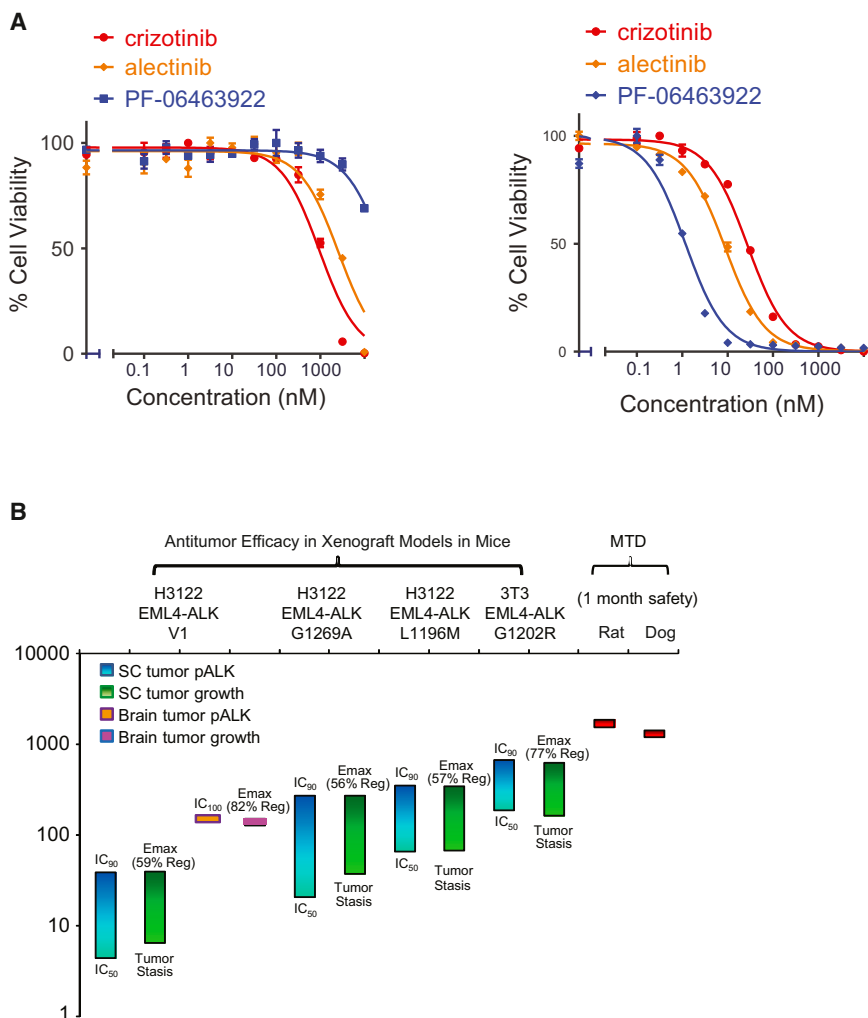 A
crizotinib
alectinib
PF-06463922
100
50
0
% Cell Viability
0.1 1 10 100 1000
Concentration (nM)
crizotinib
alectinib
PF-06463922
100
50
0
% Cell Viability
0.1 1 10 100 1000
Concentration (nM)
B
Antitumor Efficacy in Xenograft Models in Mice
MTD
(1 month safety)
H3122
EML4-ALK
V1
H3122
EML4-ALK
G1269A
H3122
EML4-ALK
L1196M
3T3
EML4-ALK
G1202R
Rat
Dog
10000
1000
100
10
1
SC tumor pALK
SC tumor growth
Brain tumor pALK
Brain tumor growth
IC90
IC50
Emax
(59% Reg)
Tumor
Stasis
IC100
Emax
(82% Reg)
IC90
IC50
Emax
(56% Reg)
Tumor
Stasis
IC90
IC50
Emax
(57% Reg)
Tumor
Stasis
IC90
IC50
Emax
(77% Reg)
Tumor
Stasis